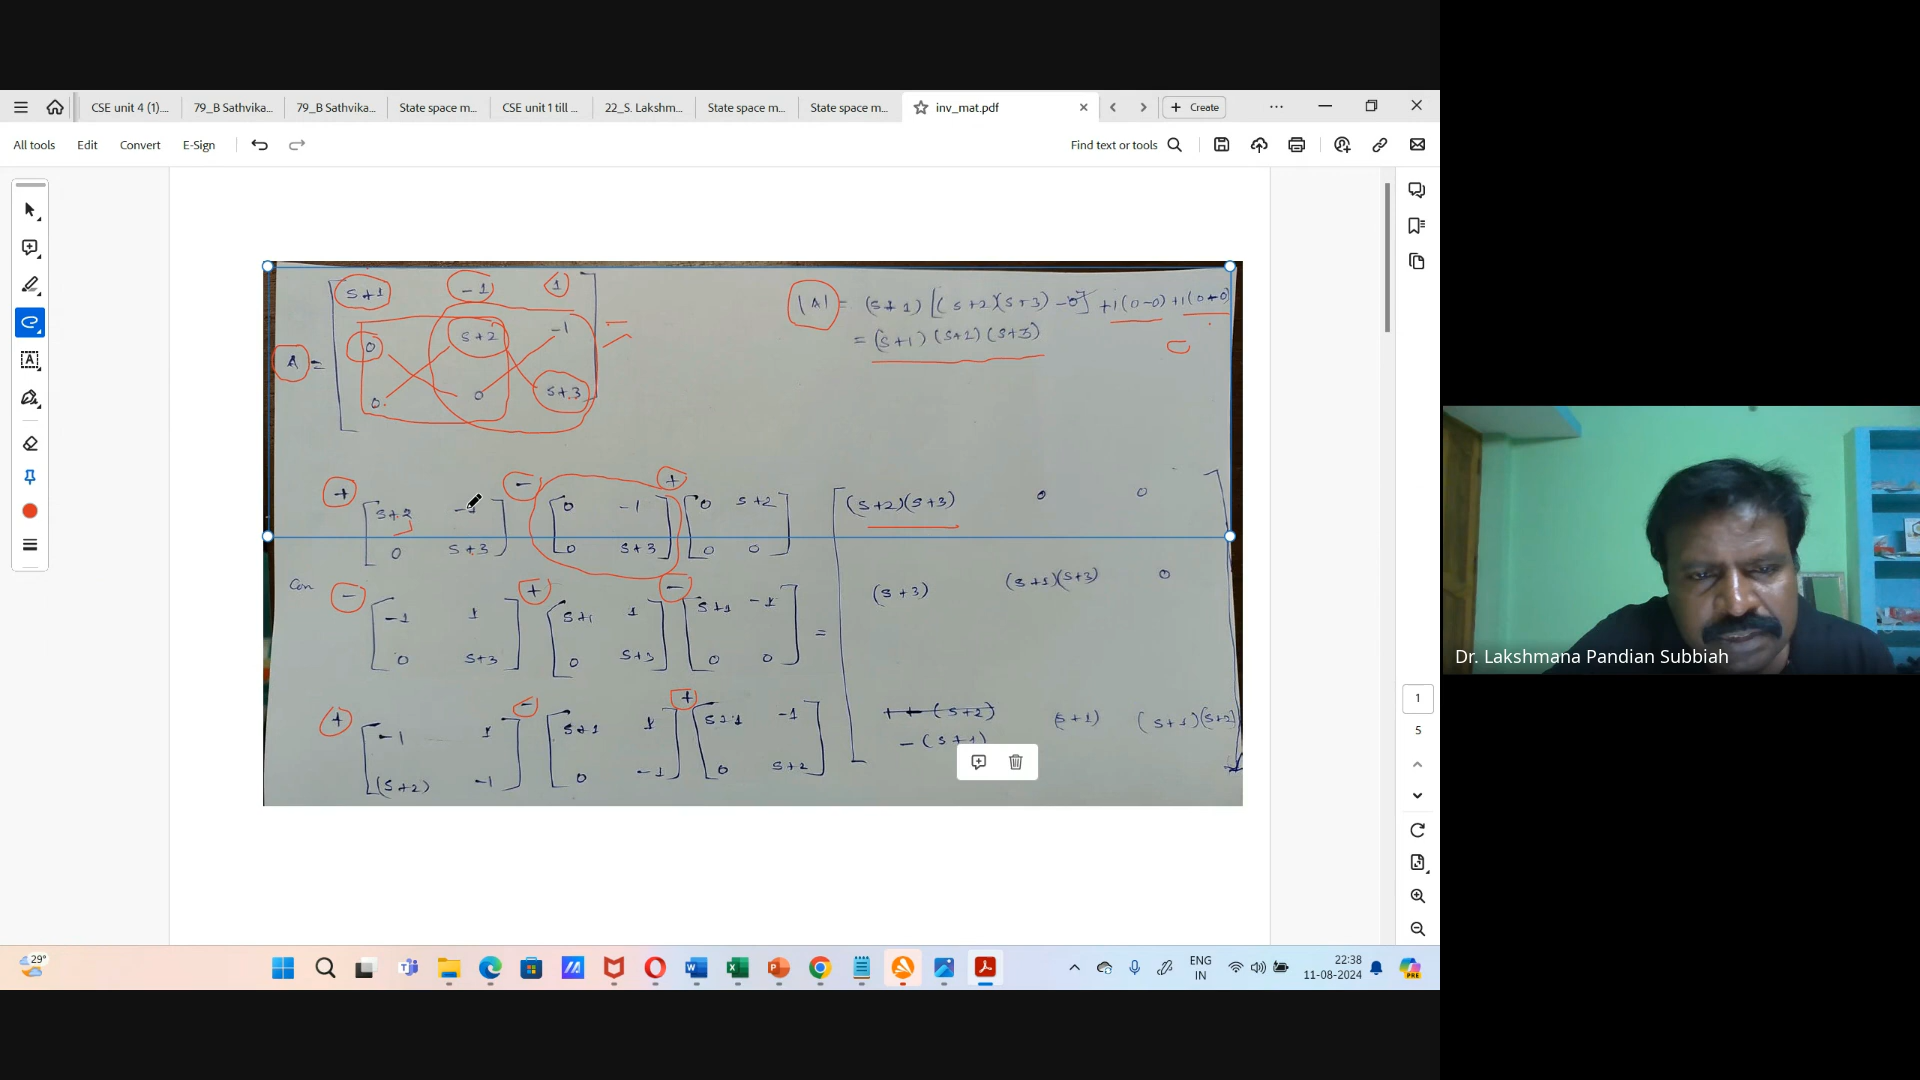 CSE unit 4 (1)....
79_B Sathvika...
79_B Sathvika...
State space m...
CSE unit 1 till ...
22_S. Lakshm...
State space m...
State space m...
inv_mat.pdf
Create
All tools
Edit
Convert
E-Sign
Find text or tools
s+1 -1 1
A = 0 s+2 -1
0 0 s+3
|A| = (s+1) [(s+2)(s+3) -0] +1(0-0) +1(0+0)
= (s+1)(s+2)(s+3)
+ - +
s+2 -1 0 -1 0 s+2
0 s+3 0 s+3 0 0
(s+2)(s+3) 0 0
Con
- + -
-1 1 s+1 1 s+1 -1
0 s+3 0 s+3 0 0
=
(s+3) (s+1)(s+3) 0
+ - +
-1 1 s+1 1 s+1 -1
(s+2) -1 0 -1 0 s+2
(s+2) (s+1) (s+1)(s+2)
-(s+1)
1
5
Dr. Lakshmana Pandian Subbiah
29°
ENG
IN
22:38
11-08-2024
PRE